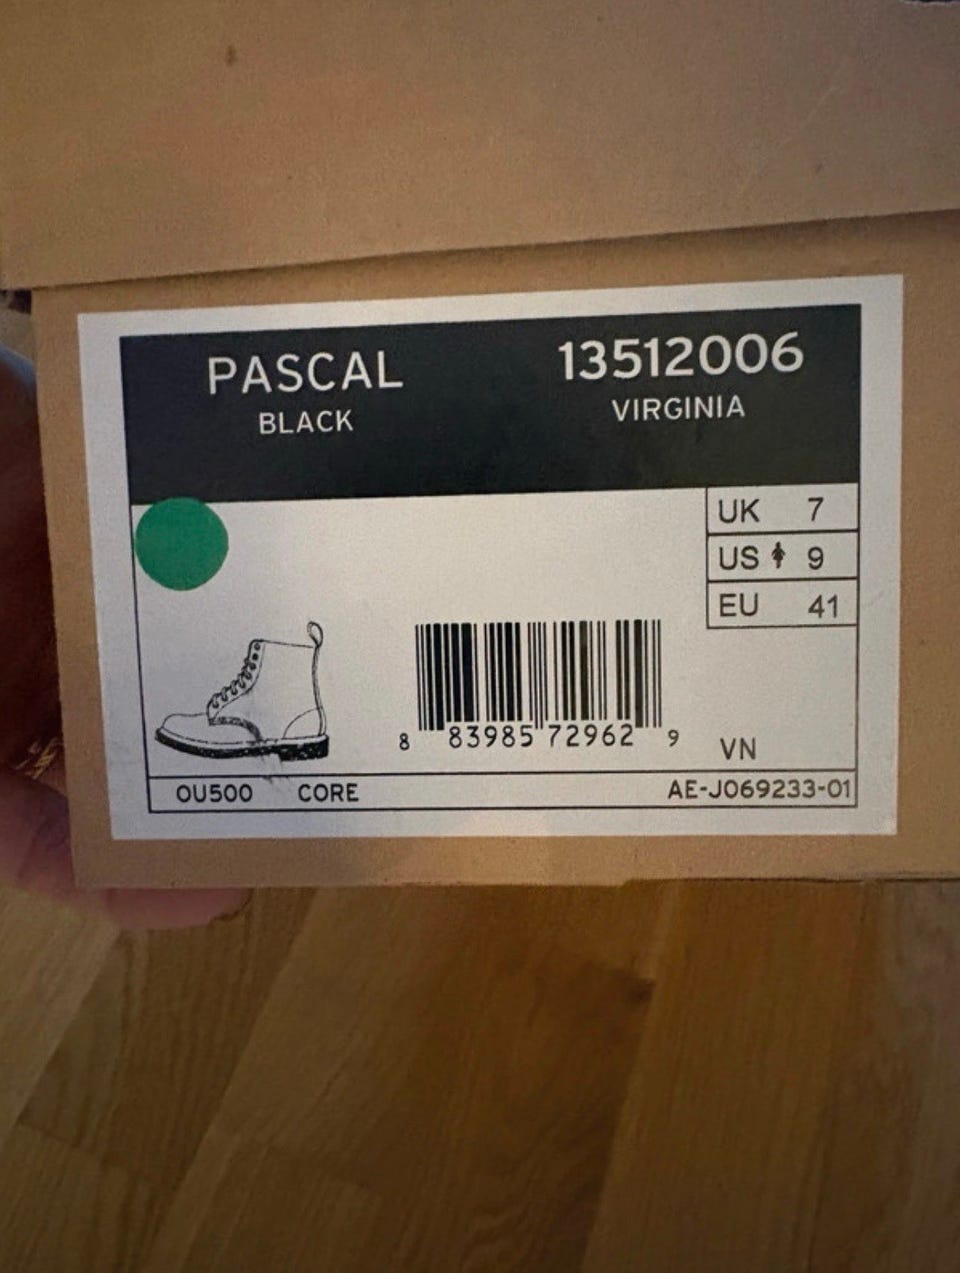 PASCAL
BLACK
13512006
VIRGINIA
UK 7
US 9
EU 41
8 83985 72962 9
VN
OU500 CORE
AE-J069233-01